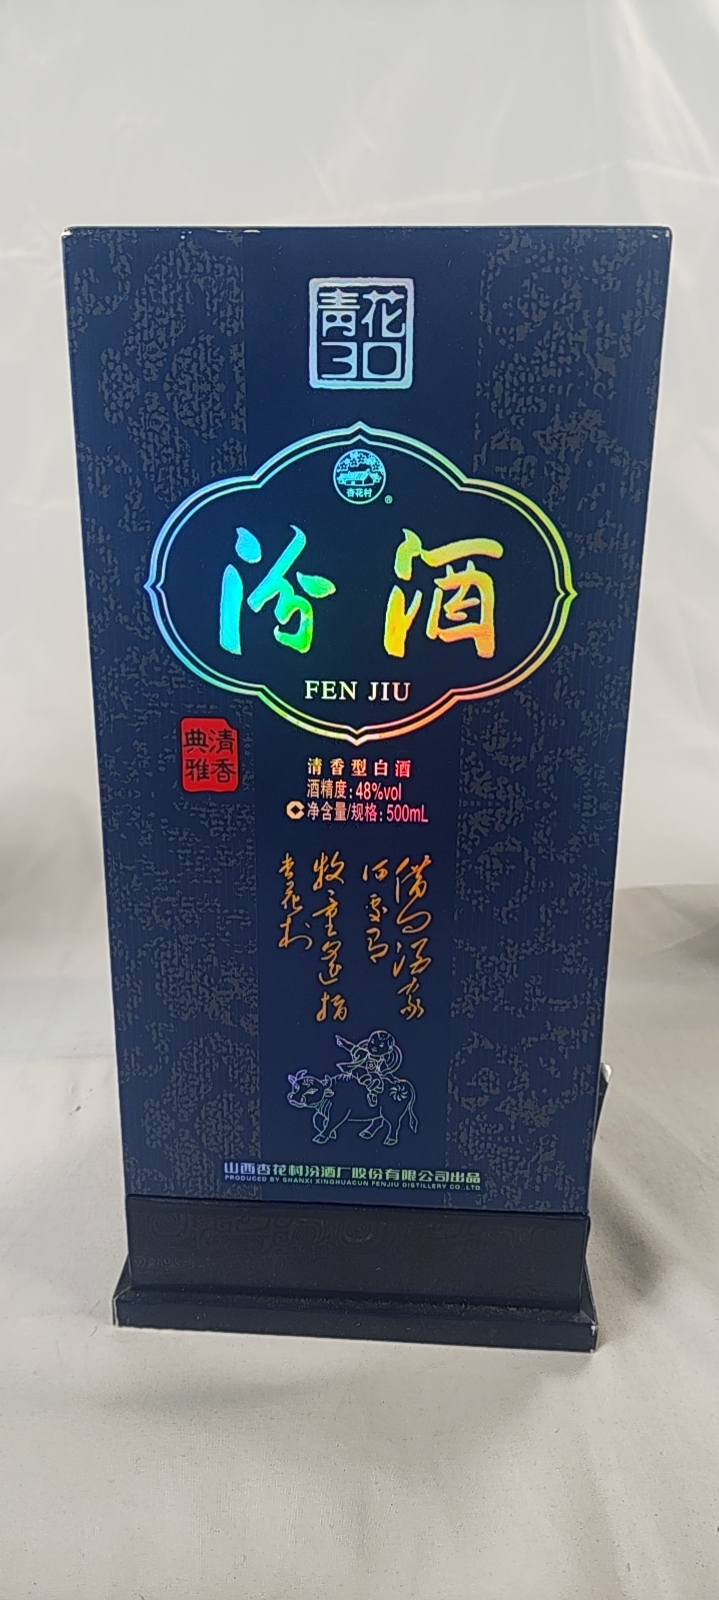 青花
30
杏花村
®
汾酒
FEN JIU
清香
典雅
清香型白酒
酒精度:48%vol
净含量/规格:500mL
借问酒家
何处有
牧童遥指
杏花村
山西杏花村汾酒厂股份有限公司出品
PRODUCED BY SHANXI XINGHUACUN FENJIU DISTILLERY CO.,LTD